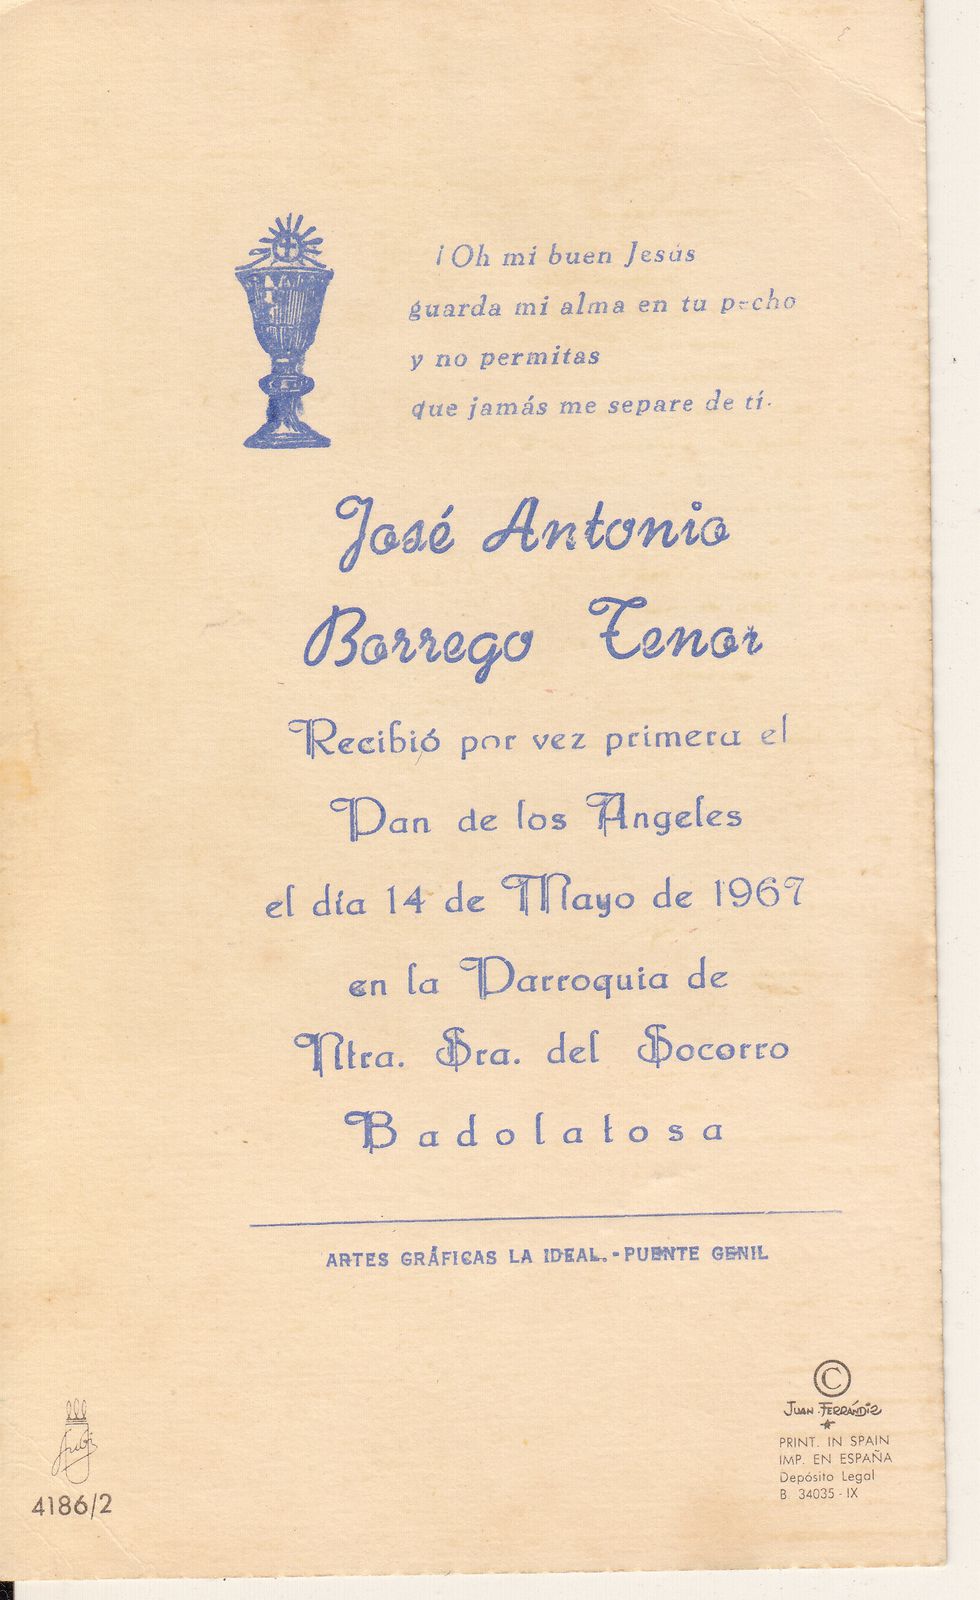 ¡Oh mi buen Jesús
guarda mi alma en tu pecho
y no permitas
que jamás me separe de tí.
José Antonio
Borrego Tenor
Recibió por vez primera el
Pan de los Angeles
el día 14 de Mayo de 1967
en la Parroquia de
Ntra. Sra. del Socorro
Badolatosa
ARTES GRÁFICAS LA IDEAL.-PUENTE GENIL
©
JUAN FERRÁNDIZ
PRINT. IN SPAIN
IMP. EN ESPAÑA
Depósito Legal
B. 34035 - IX
4186/2